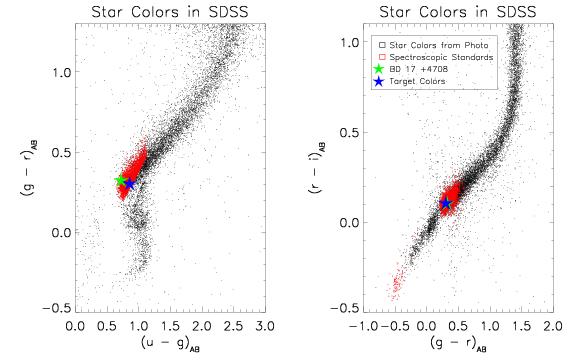 Star Colors in SDSS
Star Colors in SDSS
(g - r)AB
1.0
0.5
0.0
-0.5
0.0 0.5 1.0 1.5 2.0 2.5 3.0
(u - g)AB
(r - i)AB
1.0
0.5
0.0
-0.5
-1.0 -0.5 0.0 0.5 1.0 1.5 2.0
(g - r)AB
Star Colors from Photo
Spectroscopic Standards
BD 17 +4708
Target Colors